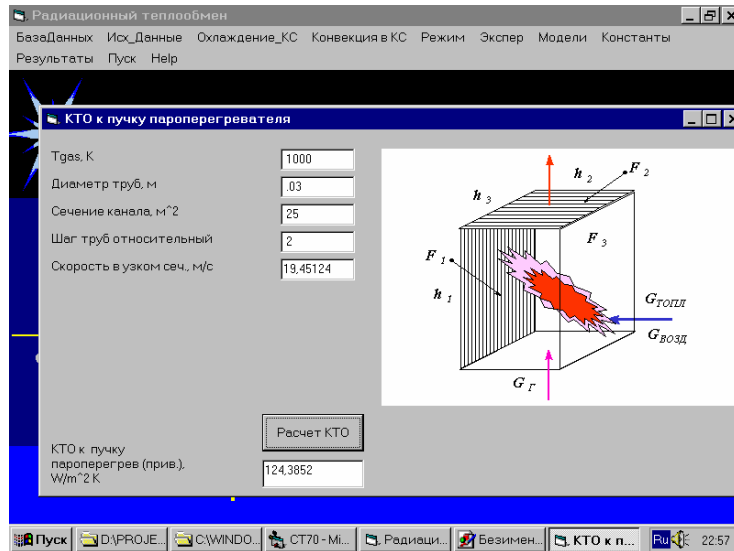 Радиационный теплообмен
БазаДанных Исх_Данные Охлаждение_КС Конвекция в КС Режим Экспер Модели Константы
Результаты Пуск Help
КТО к пучку пароперегревателя
Tgas, K 1000
Диаметр труб, м .03
Сечение канала, м^2 25
Шаг труб относительный 2
Скорость в узком сеч., м/с 19,45124
h 3
h 2
F 2
F 1
F 3
h 1
G ТОПЛ
G ВОЗД
G Г
Расчет КТО
КТО к пучку
пароперегрев (прив.),
W/m^2 K
124,3852
Пуск D:\PROJE... C:\WINDO... CT70 - Mi... Радиаци... Безимен... КТО к п... Ru 22:57